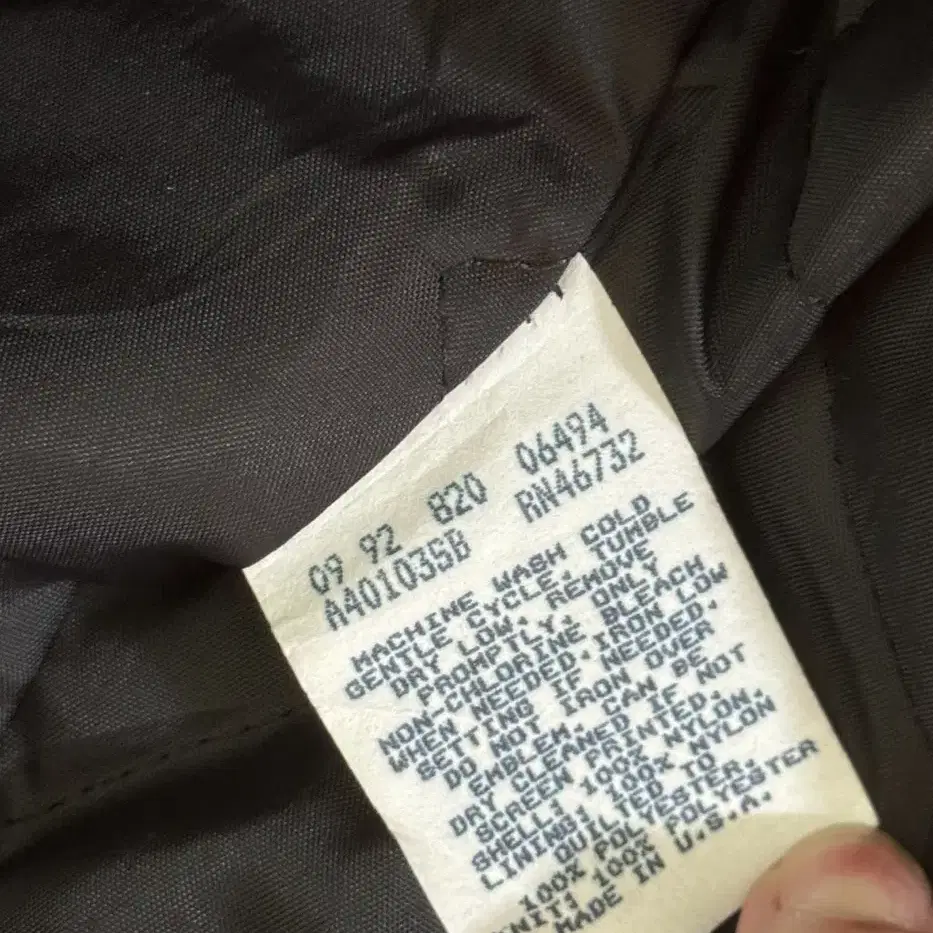 09 92 820 06494
A401035B RN46732
MACHINE WASH COLD
GENTLE CYCLE. TUMBLE
DRY LOW. REMOVE
PROMPTLY. ONLY
NON-CHLORINE BLEACH
WHEN NEEDED. IRON LOW
SETTING IF NEEDED.
DO NOT IRON OVER
EMBLEM. CAN BE
DRY CLEANED IF NOT
SCREEN PRINTED.
SHELL: 100% NYLON.
LINING: 100% NYLON
QUILTED TO
100% POLYESTER.
100% POLYESTER
MADE IN U.S.A.